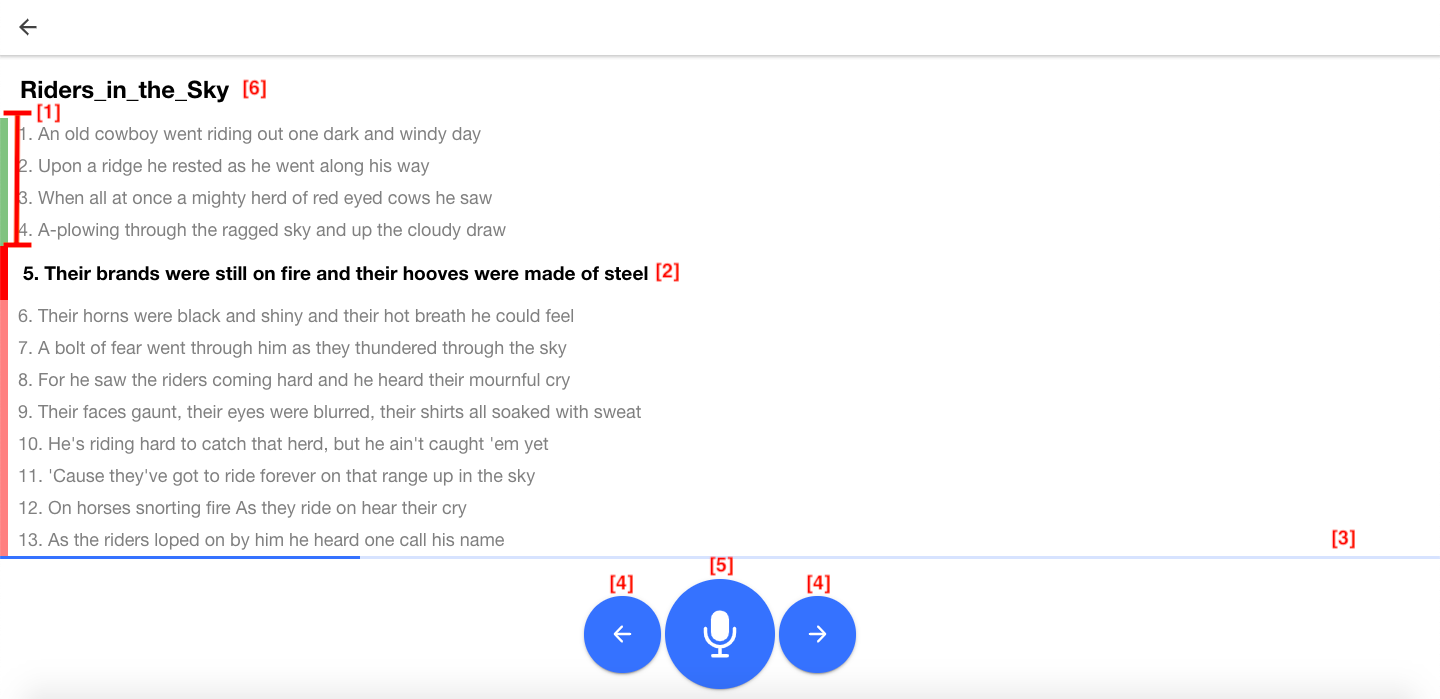 Riders_in_the_Sky [6]
[1]
1. An old cowboy went riding out one dark and windy day
2. Upon a ridge he rested as he went along his way
3. When all at once a mighty herd of red eyed cows he saw
4. A-plowing through the ragged sky and up the cloudy draw
5. Their brands were still on fire and their hooves were made of steel [2]
6. Their horns were black and shiny and their hot breath he could feel
7. A bolt of fear went through him as they thundered through the sky
8. For he saw the riders coming hard and he heard their mournful cry
9. Their faces gaunt, their eyes were blurred, their shirts all soaked with sweat
10. He's riding hard to catch that herd, but he ain't caught 'em yet
11. 'Cause they've got to ride forever on that range up in the sky
12. On horses snorting fire As they ride on hear their cry
13. As the riders loped on by him he heard one call his name
[3]
[5]
[4] [4]